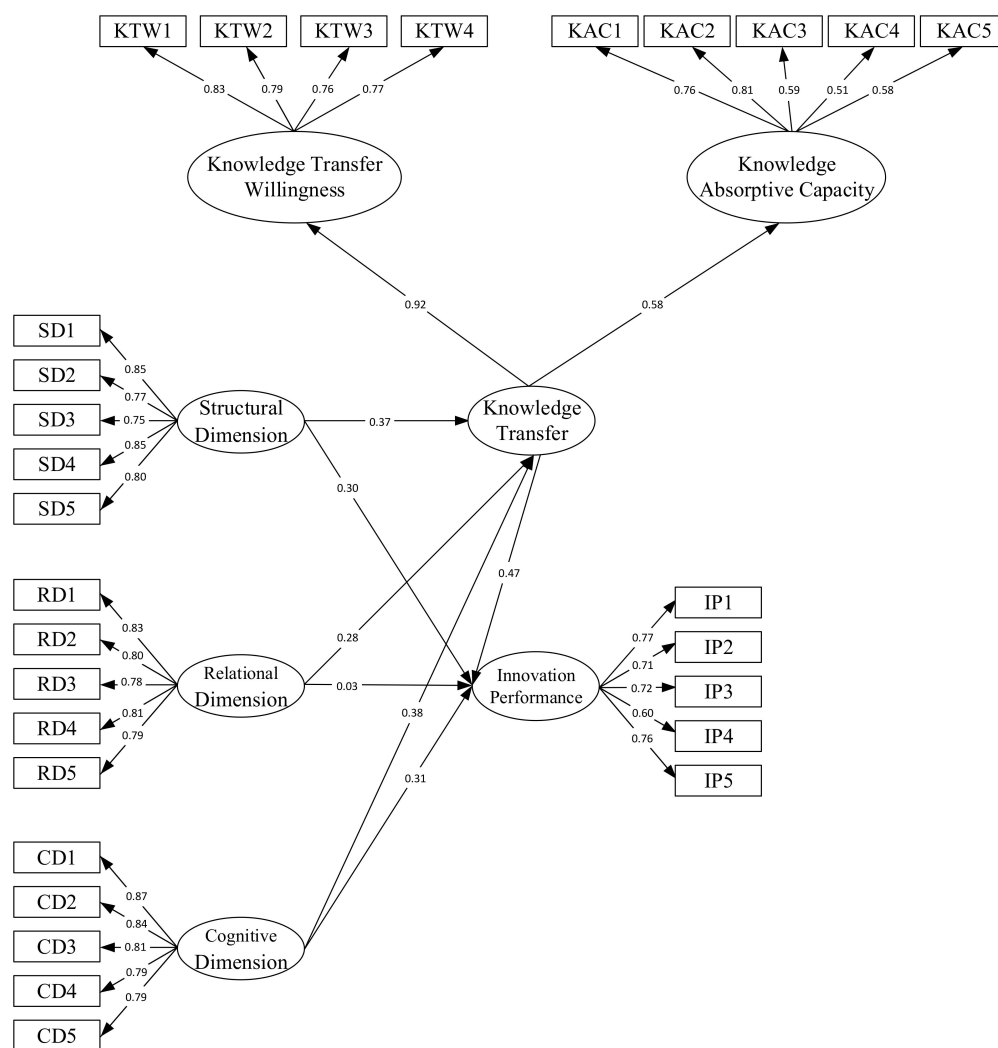 KTW1
KTW2
KTW3
KTW4
KAC1
KAC2
KAC3
KAC4
KAC5
0.83
0.79
0.76
0.77
0.76
0.81
0.59
0.51
0.58
Knowledge Transfer
Willingness
Knowledge
Absorptive Capacity
0.92
0.58
SD1
SD2
SD3
SD4
SD5
0.85
0.77
0.75
0.85
0.80
Structural
Dimension
0.37
0.30
Knowledge
Transfer
0.47
RD1
RD2
RD3
RD4
RD5
0.83
0.80
0.78
0.81
0.79
Relational
Dimension
0.28
0.03
0.38
0.31
Innovation
Performance
0.77
0.71
0.72
0.60
0.76
IP1
IP2
IP3
IP4
IP5
CD1
CD2
CD3
CD4
CD5
0.87
0.84
0.81
0.79
0.79
Cognitive
Dimension